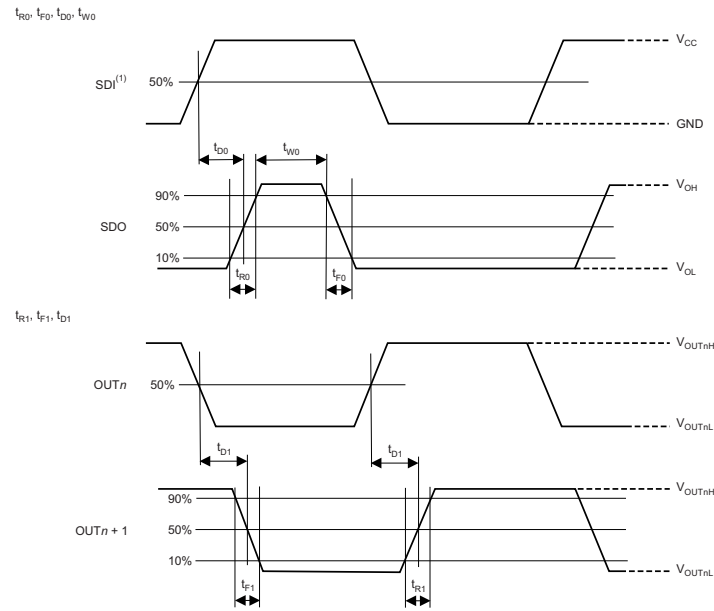 tR0, tF0, tD0, tW0
VCC
SDI(1) 50%
GND
tD0 tW0
90% VOH
SDO 50%
10% VOL
tR0 tF0
tR1, tF1, tD1
VOUTnH
OUTn 50%
VOUTnL
tD1 tD1
90% VOUTnH
OUTn + 1 50%
10% VOUTnL
tF1 tR1